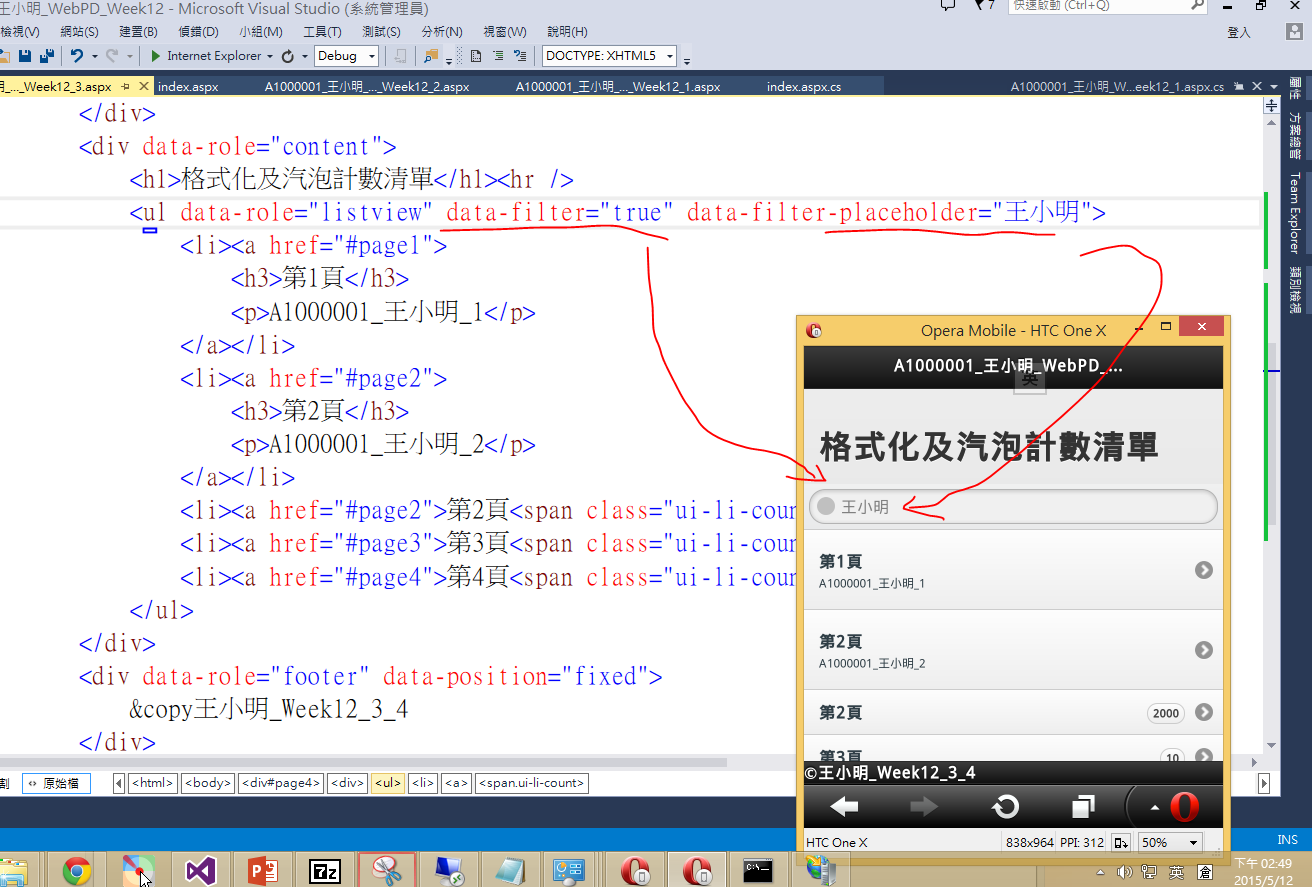 王小明_WebPD_Week12 - Microsoft Visual Studio (系統管理員)
7
快速啟動 (Ctrl+Q)
檢視(V) 網站(S) 建置(B) 偵錯(D) 小組(M) 工具(T) 測試(S) 分析(N) 視窗(W) 說明(H)
登入
Internet Explorer Debug DOCTYPE: XHTML5
_..._Week12_3.aspx index.aspx A1000001_王小明_..._Week12_2.aspx A1000001_王小明_..._Week12_1.aspx index.aspx.cs A1000001_王小明_W...eek12_1.aspx.cs
</div>
<div data-role="content">
<h1>格式化及汽泡計數清單</h1><hr />
<ul data-role="listview" data-filter="true" data-filter-placeholder="王小明">
<li><a href="#page1">
<h3>第1頁</h3>
<p>A1000001_王小明_1</p>
</a></li>
<li><a href="#page2">
<h3>第2頁</h3>
<p>A1000001_王小明_2</p>
</a></li>
<li><a href="#page2">第2頁<span class="ui-li-coun
<li><a href="#page3">第3頁<span class="ui-li-coun
<li><a href="#page4">第4頁<span class="ui-li-coun
</ul>
</div>
<div data-role="footer" data-position="fixed">
&copy王小明_Week12_3_4
</div>
屬性
方案總管
Team Explorer
類別檢視
Opera Mobile - HTC One X
A1000001_王小明_WebPD_...
英
格式化及汽泡計數清單
王小明
第1頁
A1000001_王小明_1
第2頁
A1000001_王小明_2
第2頁 2000
第3頁 10
©王小明_Week12_3_4
HTC One X 838x964 PPI: 312 50%
割 原始檔 <html> <body> <div#page4> <div> <ul> <li> <a> <span.ui-li-count>
INS
英 倉
下午 02:49
2015/5/12